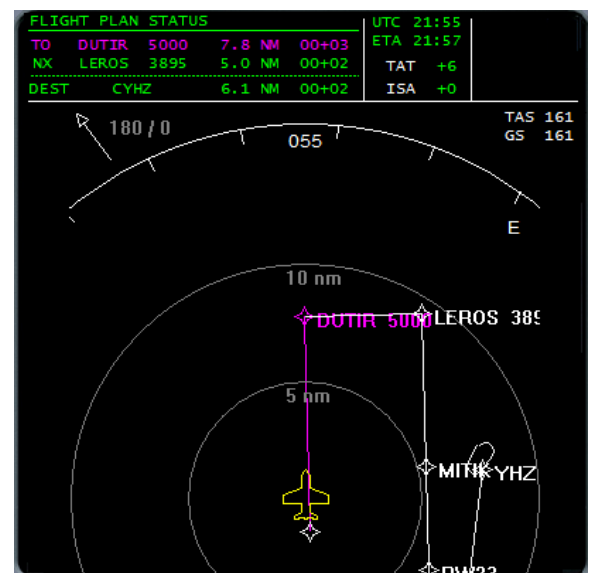 FLIGHT PLAN STATUS
TO DUTIR 5000 7.8 NM 00+03
NX LEROS 3895 5.0 NM 00+02
DEST CYHZ 6.1 NM 00+02
UTC 21:55
ETA 21:57
TAT +6
ISA +0
180 / 0
055
TAS 161
GS 161
E
10 nm
DUTIR 5000
LEROS 389
5 nm
MITIK
YHZ
RW23